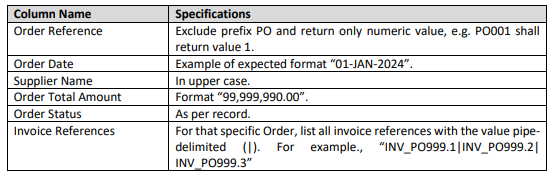 Column Name Specifications
Order Reference Exclude prefix PO and return only numeric value, e.g. PO001 shall
return value 1.
Order Date Example of expected format “01-JAN-2024”.
Supplier Name In upper case.
Order Total Amount Format “99,999,990.00”.
Order Status As per record.
Invoice References For that specific Order, list all invoice references with the value pipe-
delimited (|). For example., “INV_PO999.1|INV_PO999.2|
INV_PO999.3”